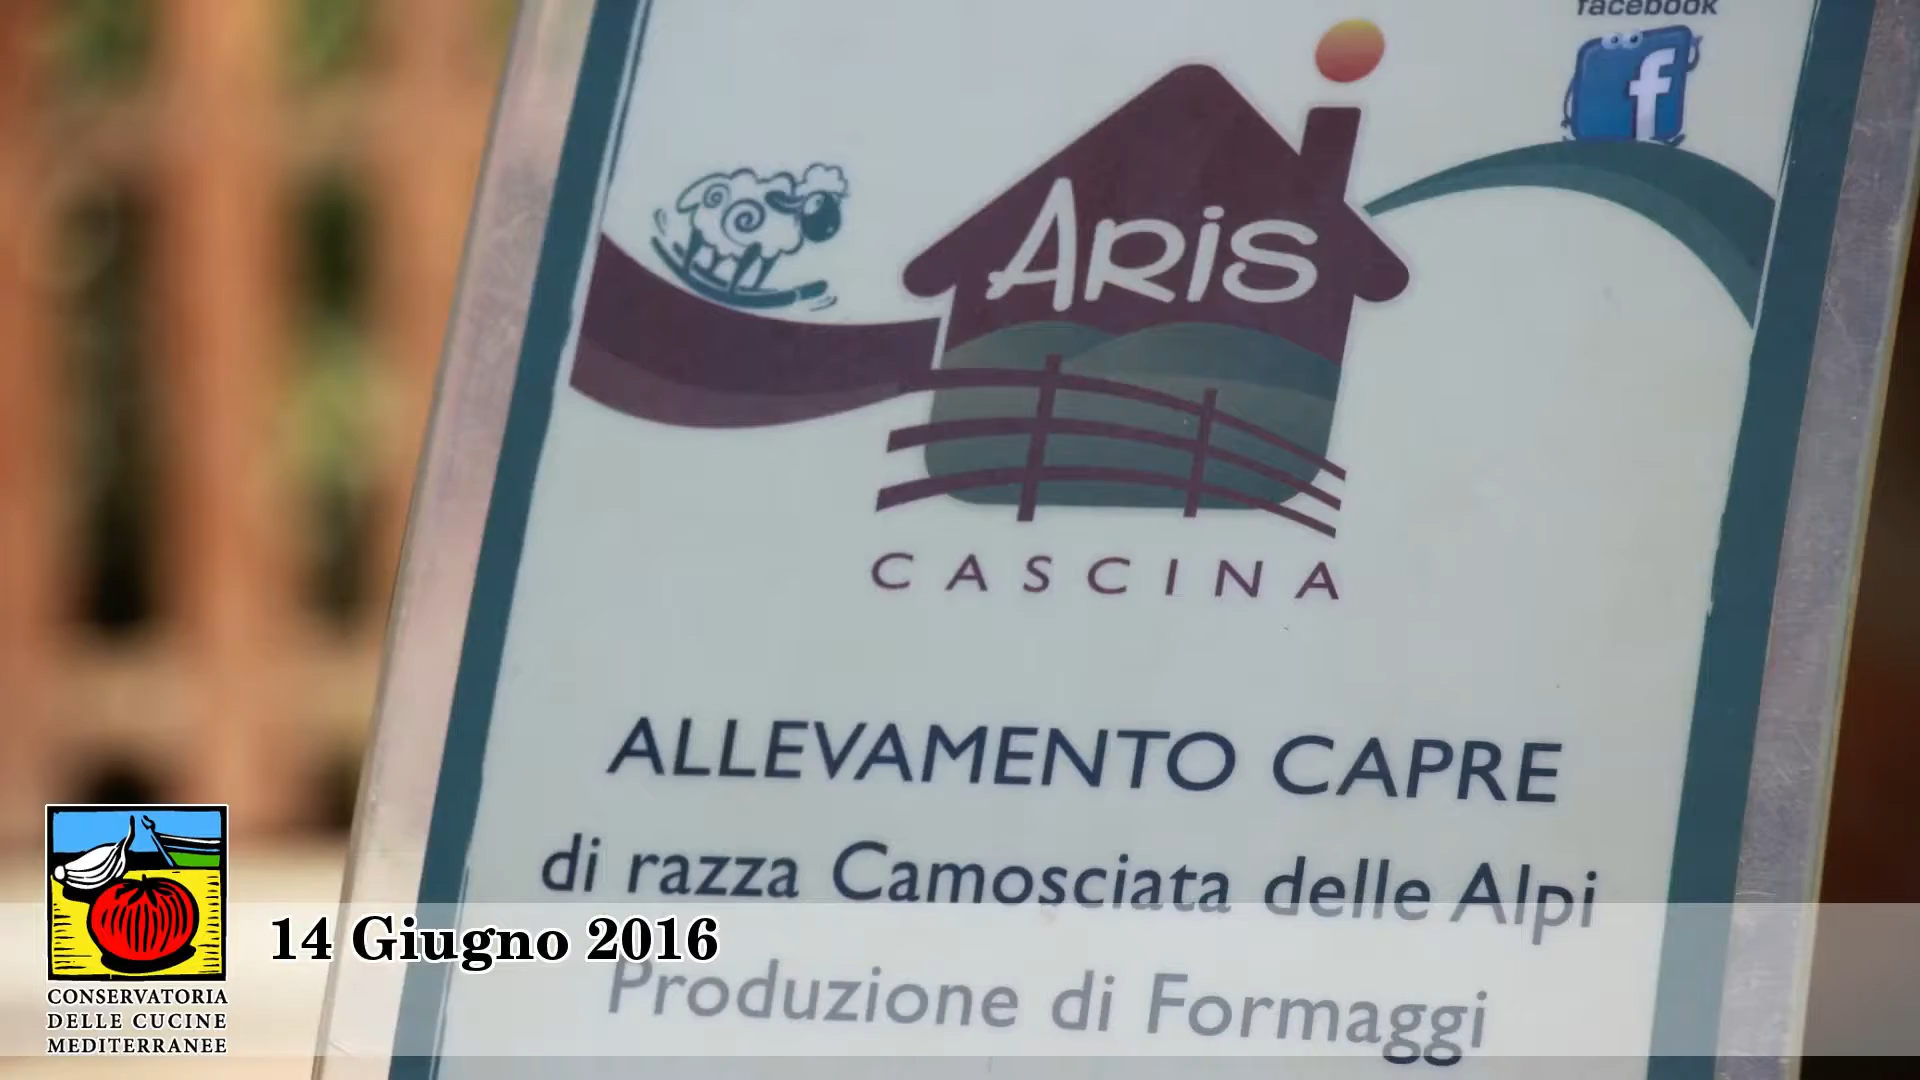 facebook
f
ARIS
CASCINA
ALLEVAMENTO CAPRE
di razza Camosciata delle Alpi
14 Giugno 2016
Produzione di Formaggi
CONSERVATORIA
DELLE CUCINE
MEDITERRANEE